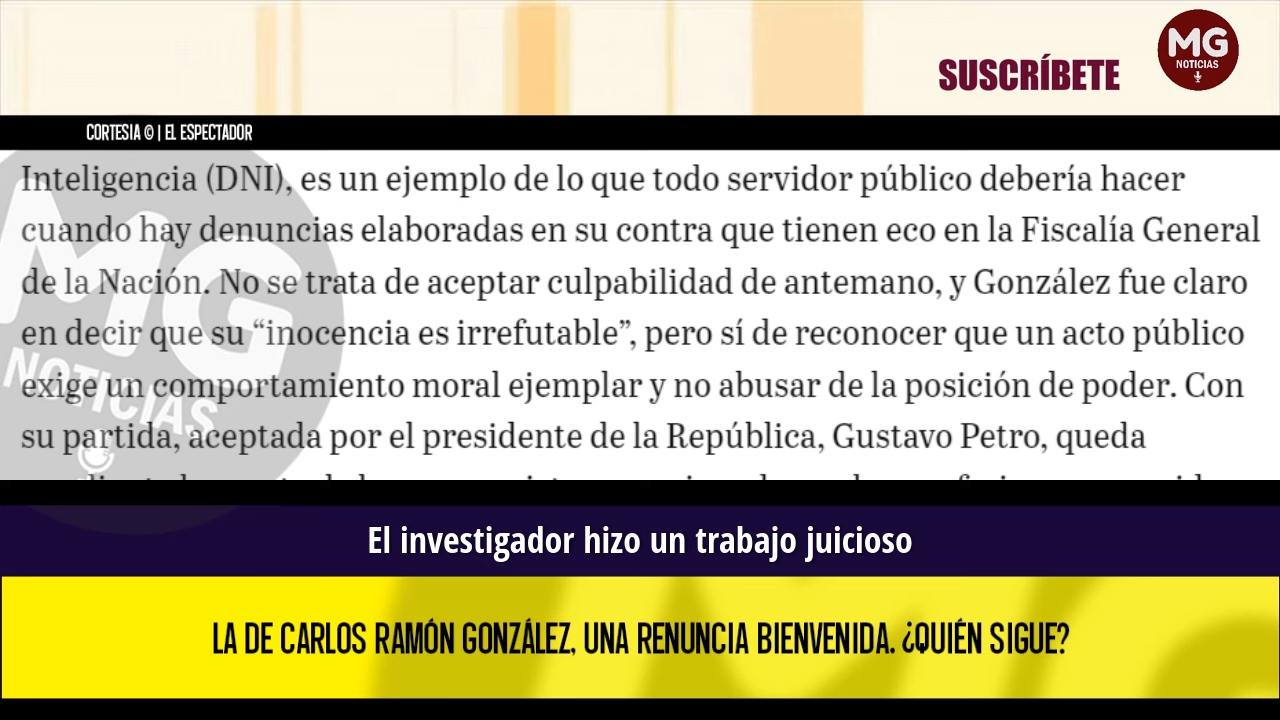 SUSCRÍBETE
MG
NOTICIAS
CORTESIA © | EL ESPECTADOR
Inteligencia (DNI), es un ejemplo de lo que todo servidor público debería hacer
cuando hay denuncias elaboradas en su contra que tienen eco en la Fiscalía General
de la Nación. No se trata de aceptar culpabilidad de antemano, y González fue claro
en decir que su “inocencia es irrefutable”, pero sí de reconocer que un acto público
exige un comportamiento moral ejemplar y no abusar de la posición de poder. Con
su partida, aceptada por el presidente de la República, Gustavo Petro, queda
MG
NOTICIAS
El investigador hizo un trabajo juicioso
LA DE CARLOS RAMÓN GONZÁLEZ, UNA RENUNCIA BIENVENIDA. ¿QUIÉN SIGUE?